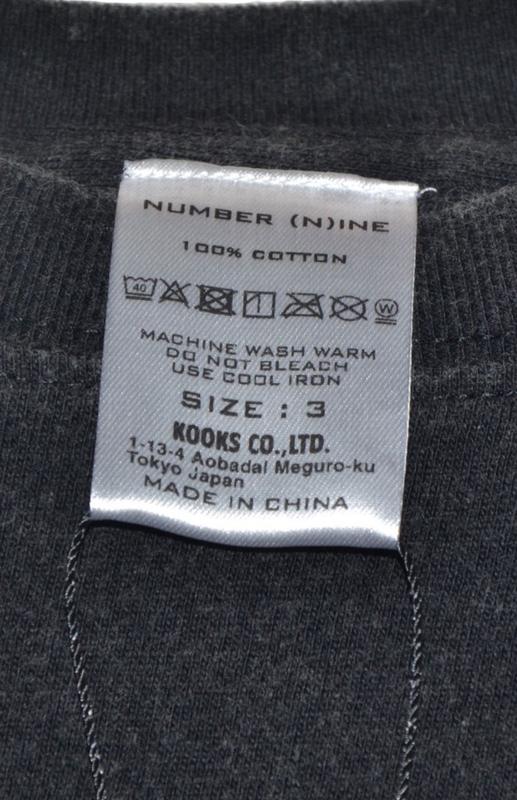 NUMBER (N)INE
100% COTTON
40
W
MACHINE WASH WARM
DO NOT BLEACH
USE COOL IRON
SIZE : 3
KOOKS CO.,LTD.
1-13-4 Aobadal Meguro-ku
Tokyo Japan
MADE IN CHINA